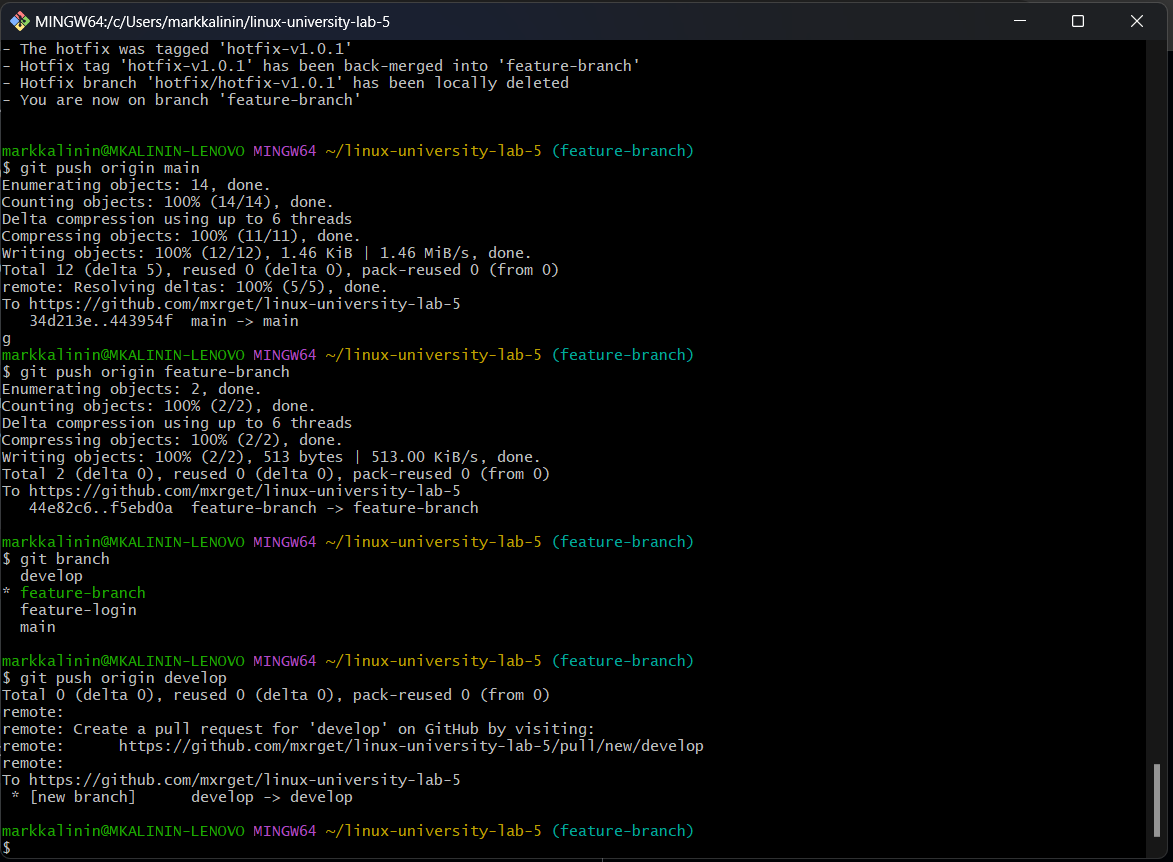 MINGW64:/c/Users/markkalinin/linux-university-lab-5
- The hotfix was tagged 'hotfix-v1.0.1'
- Hotfix tag 'hotfix-v1.0.1' has been back-merged into 'feature-branch'
- Hotfix branch 'hotfix/hotfix-v1.0.1' has been locally deleted
- You are now on branch 'feature-branch'
markkalinin@MKALININ-LENOVO MINGW64 ~/linux-university-lab-5 (feature-branch)
$ git push origin main
Enumerating objects: 14, done.
Counting objects: 100% (14/14), done.
Delta compression using up to 6 threads
Compressing objects: 100% (11/11), done.
Writing objects: 100% (12/12), 1.46 KiB | 1.46 MiB/s, done.
Total 12 (delta 5), reused 0 (delta 0), pack-reused 0 (from 0)
remote: Resolving deltas: 100% (5/5), done.
To https://github.com/mxrget/linux-university-lab-5
   34d213e..443954f  main -> main
g
markkalinin@MKALININ-LENOVO MINGW64 ~/linux-university-lab-5 (feature-branch)
$ git push origin feature-branch
Enumerating objects: 2, done.
Counting objects: 100% (2/2), done.
Delta compression using up to 6 threads
Compressing objects: 100% (2/2), done.
Writing objects: 100% (2/2), 513 bytes | 513.00 KiB/s, done.
Total 2 (delta 0), reused 0 (delta 0), pack-reused 0 (from 0)
To https://github.com/mxrget/linux-university-lab-5
   44e82c6..f5ebd0a  feature-branch -> feature-branch
markkalinin@MKALININ-LENOVO MINGW64 ~/linux-university-lab-5 (feature-branch)
$ git branch
  develop
* feature-branch
  feature-login
  main
markkalinin@MKALININ-LENOVO MINGW64 ~/linux-university-lab-5 (feature-branch)
$ git push origin develop
Total 0 (delta 0), reused 0 (delta 0), pack-reused 0 (from 0)
remote:
remote: Create a pull request for 'develop' on GitHub by visiting:
remote:      https://github.com/mxrget/linux-university-lab-5/pull/new/develop
remote:
To https://github.com/mxrget/linux-university-lab-5
 * [new branch]      develop -> develop
markkalinin@MKALININ-LENOVO MINGW64 ~/linux-university-lab-5 (feature-branch)
$